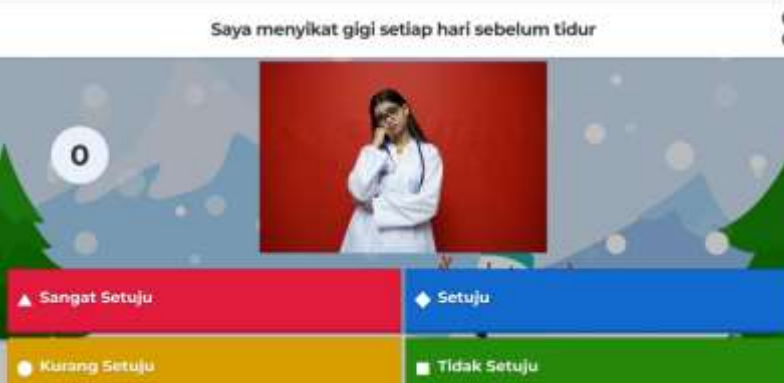 Saya menyikat gigi setiap hari sebelum tidur
0
Sangat Setuju
Setuju
Kurang Setuju
Tidak Setuju